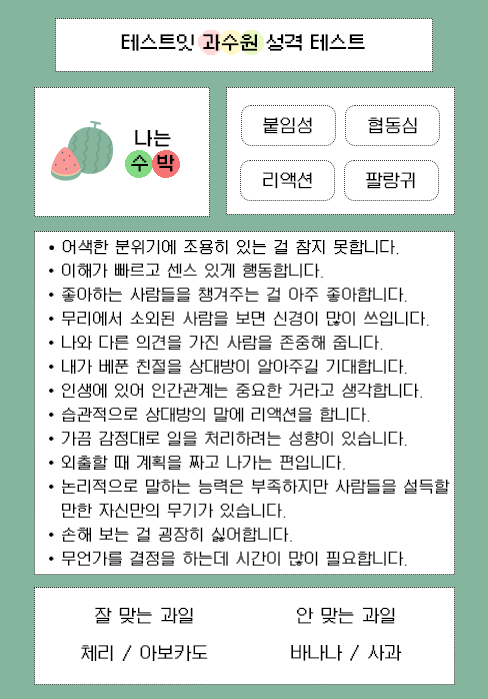 테스트잇 과수원 성격 테스트
나는
수박
붙임성 협동심
리액션 팔랑귀
• 어색한 분위기에 조용히 있는 걸 참지 못합니다.
• 이해가 빠르고 센스 있게 행동합니다.
• 좋아하는 사람들을 챙겨주는 걸 아주 좋아합니다.
• 무리에서 소외된 사람을 보면 신경이 많이 쓰입니다.
• 나와 다른 의견을 가진 사람을 존중해 줍니다.
• 내가 베푼 친절을 상대방이 알아주길 기대합니다.
• 인생에 있어 인간관계는 중요한 거라고 생각합니다.
• 습관적으로 상대방의 말에 리액션을 합니다.
• 가끔 감정대로 일을 처리하려는 성향이 있습니다.
• 외출할 때 계획을 짜고 나가는 편입니다.
• 논리적으로 말하는 능력은 부족하지만 사람들을 설득할
만한 자신만의 무기가 있습니다.
• 손해 보는 걸 굉장히 싫어합니다.
• 무언가를 결정을 하는데 시간이 많이 필요합니다.
잘 맞는 과일 안 맞는 과일
체리 / 아보카도 바나나 / 사과